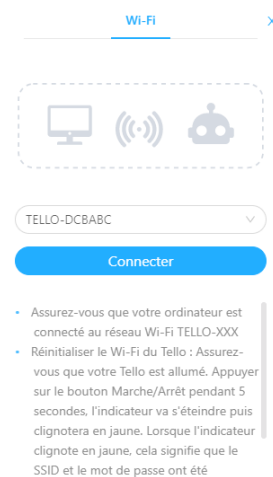 Wi-Fi
TELLO-DCBABC
Connecter
• Assurez-vous que votre ordinateur est
connecté au réseau Wi-Fi TELLO-XXX
• Réinitialiser le Wi-Fi du Tello : Assurez-
vous que votre Tello est allumé. Appuyer
sur le bouton Marche/Arrêt pendant 5
secondes, l'indicateur va s'éteindre puis
clignotera en jaune. Lorsque l'indicateur
clignote en jaune, cela signifie que le
SSID et le mot de passe ont été